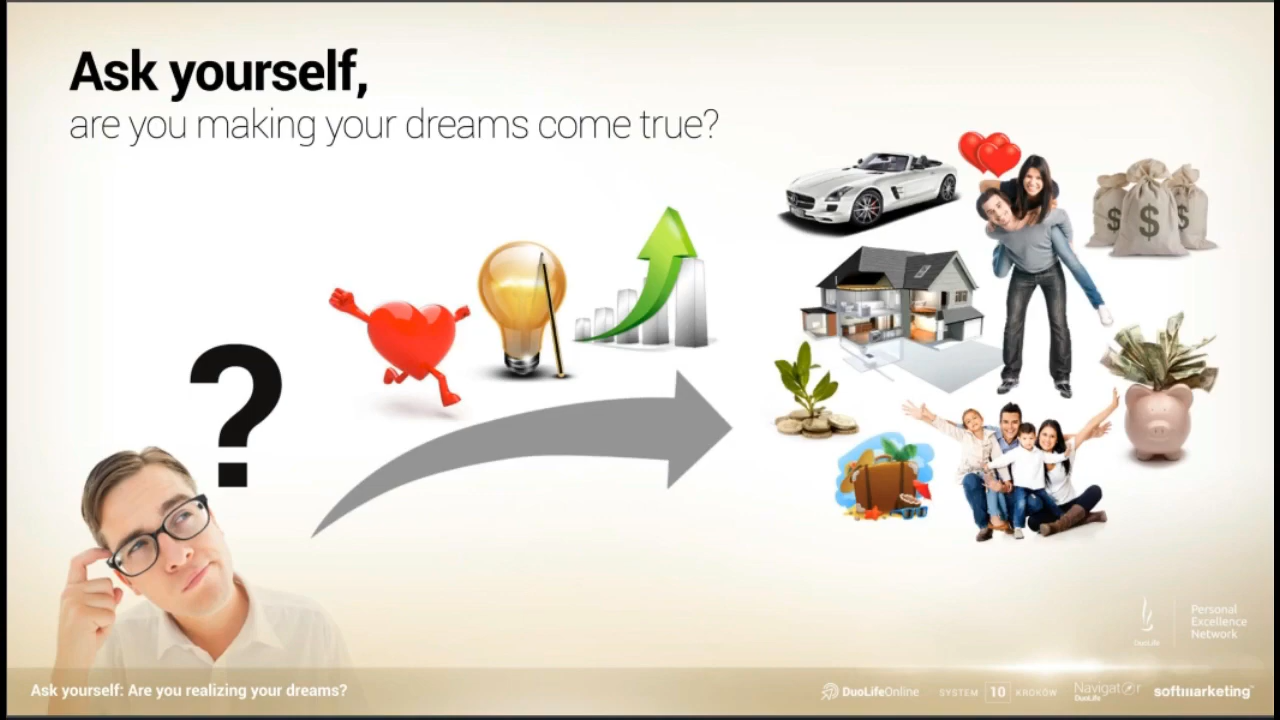 Ask yourself,
are you making your dreams come true?
?
$ $ $
DuoLife
Personal
Excellence
Network
Ask yourself: Are you realizing your dreams?
DuoLifeOnline
SYSTEM 10 KROKÓW
Navigator
DuoLife
softmarketing